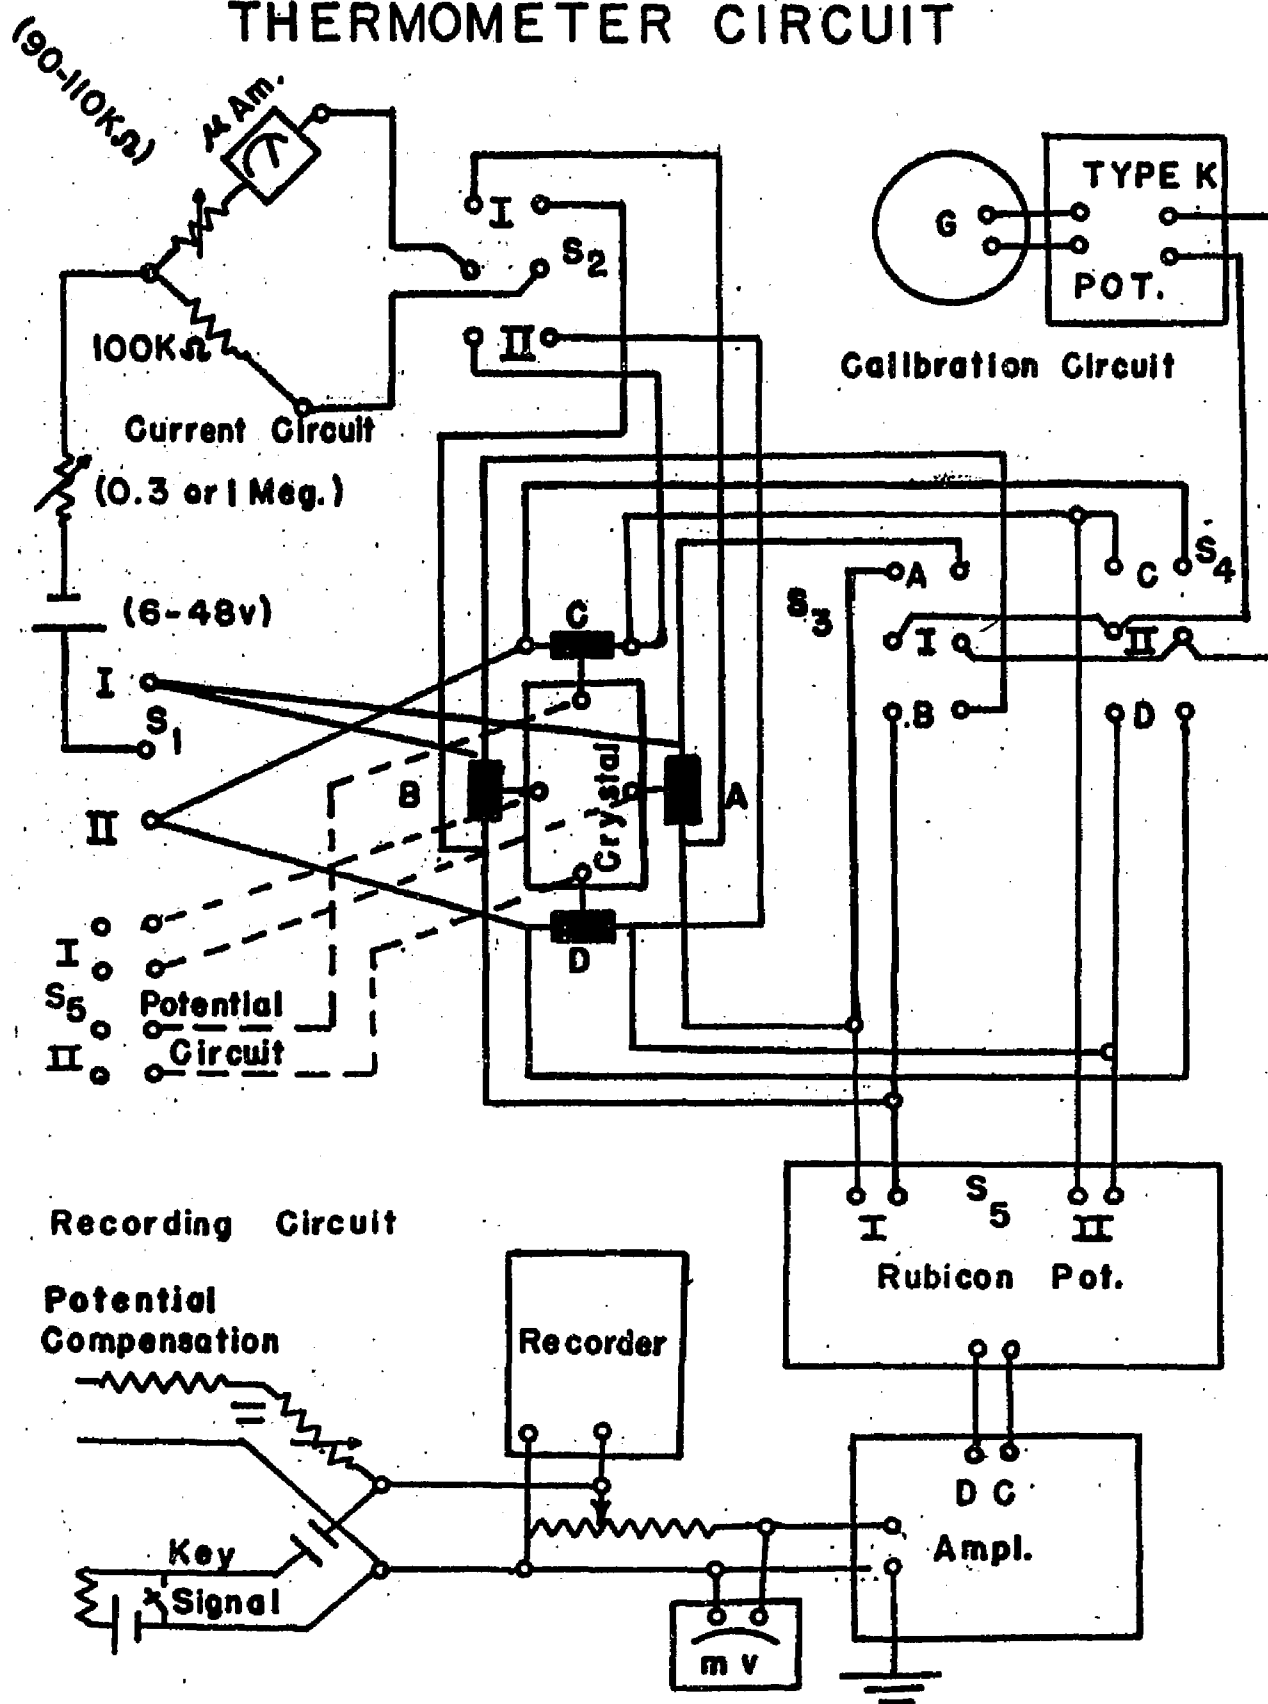 THERMOMETER CIRCUIT
(90-110KΩ)
μ Am.
I
S2
II
100KΩ
Current Circuit
(0.3 or 1 Meg.)
(6-48v)
G
TYPE K
POT.
Calibration Circuit
I
S1
II
C
B
Crystal
A
D
S3
A
I
B
C
S4
II
D
I
S5
II
Potential
Circuit
S5
I
II
Rubicon Pot.
Recording Circuit
Potential
Compensation
Recorder
DC
Ampl.
Key
Signal
mv